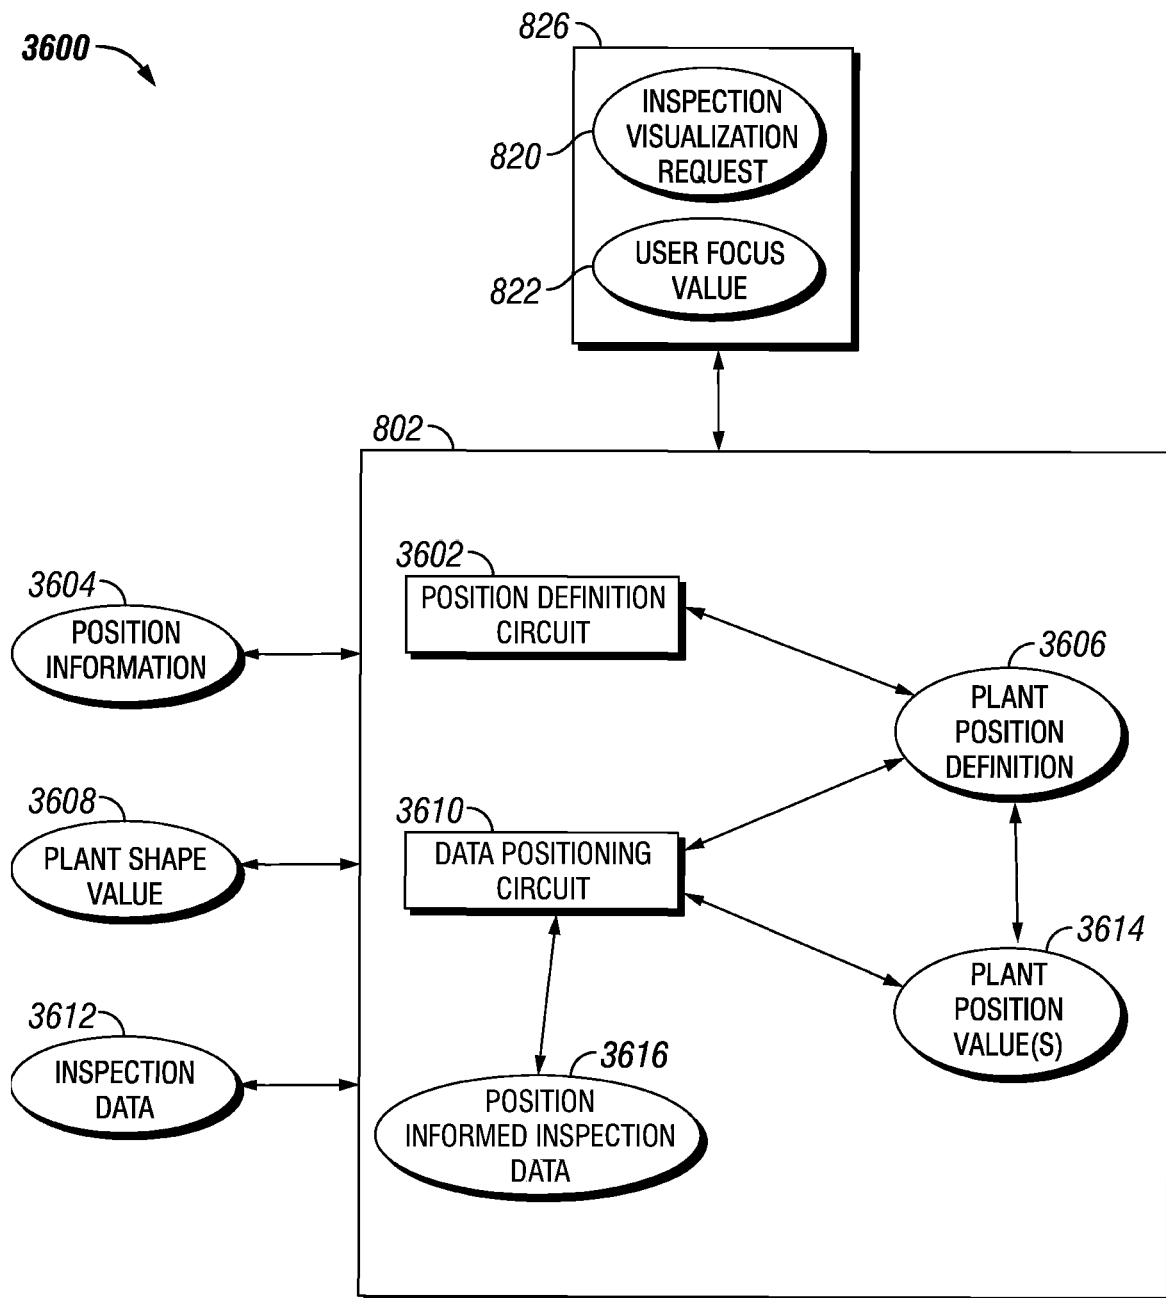 3600
826
INSPECTION
VISUALIZATION
REQUEST
820
USER FOCUS
VALUE
822
802
3602
POSITION DEFINITION
CIRCUIT
3604
POSITION
INFORMATION
3606
PLANT
POSITION
DEFINITION
3608
PLANT SHAPE
VALUE
3610
DATA POSITIONING
CIRCUIT
3614
PLANT
POSITION
VALUE(S)
3612
INSPECTION
DATA
3616
POSITION
INFORMED INSPECTION
DATA